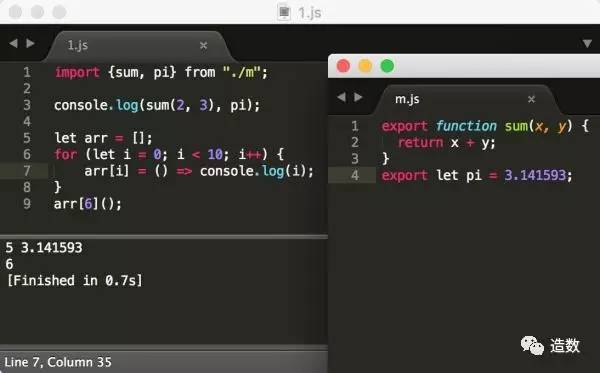 1.js
1.js
1 import {sum, pi} from "./m";
2
3 console.log(sum(2, 3), pi);
4
5 let arr = [];
6 for (let i = 0; i < 10; i++) {
7     arr[i] = () => console.log(i);
8 }
9 arr[6]();
5 3.141593
6
[Finished in 0.7s]
Line 7, Column 35
m.js
1 export function sum(x, y) {
2   return x + y;
3 }
4 export let pi = 3.141593;
造数